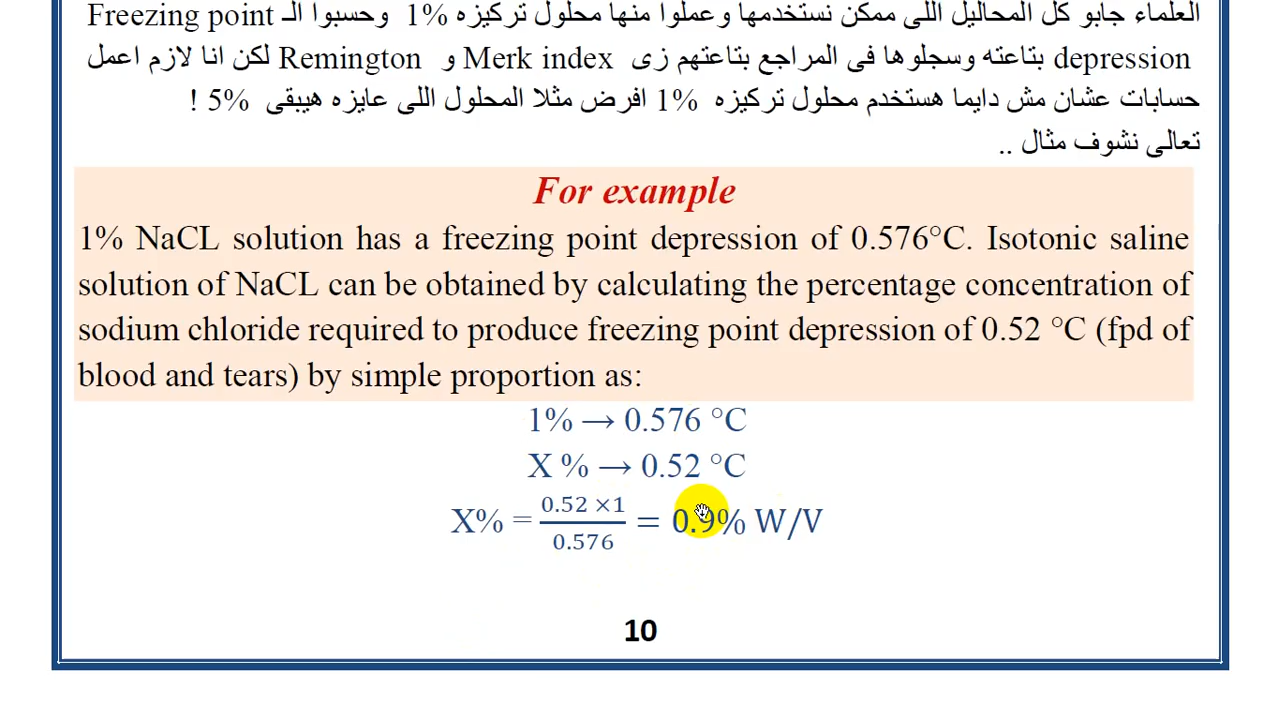 العلماء جابو كل المحاليل اللى ممكن نستخدمها وعملوا منها محلول تركيزه 1% وحسبوا الـ Freezing point
depression بتاعته وسجلوها فى المراجع بتاعتهم زى Merk index و Remington لكن انا لازم اعمل
حسابات عشان مش دايما هستخدم محلول تركيزه 1% افرض مثلا المحلول اللى عايزه هيبقى 5% !
تعالى نشوف مثال ..
For example
1% NaCL solution has a freezing point depression of 0.576°C. Isotonic saline
solution of NaCL can be obtained by calculating the percentage concentration of
sodium chloride required to produce freezing point depression of 0.52 °C (fpd of
blood and tears) by simple proportion as:
1% → 0.576 °C
X % → 0.52 °C
X% = 0.52 ×1 / 0.576 = 0.9% W/V
10